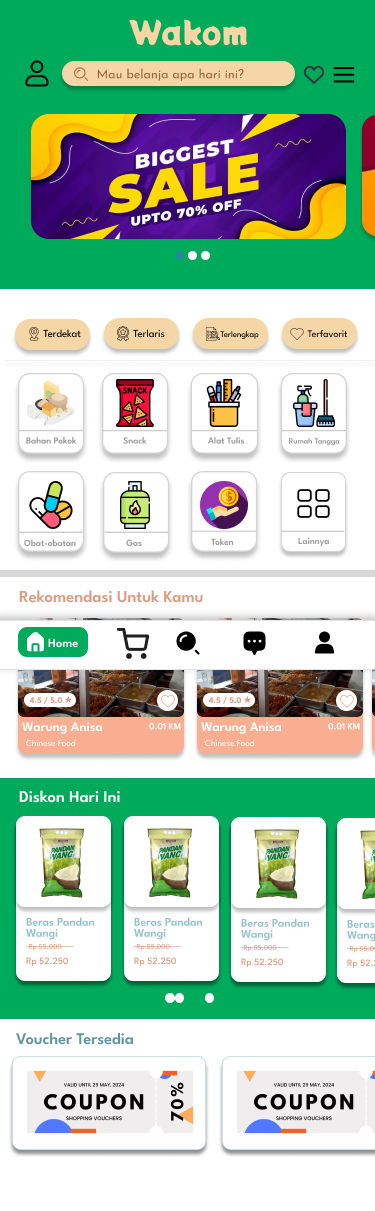 Wakom
Mau belanja apa hari ini?
BIGGEST
SALE
UPTO 70% OFF
Terdekat
Terlaris
Terlengkap
Terfavorit
Bahan Pokok
Snack
SNACK
Alat Tulis
Rumah Tangga
Obat-obatan
Gas
Token
Lainnya
Rekomendasi Untuk Kamu
Home
4.5 / 5.0 ★
4.5 / 5.0 ★
Warung Anisa
0.01 KM
Warung Anisa
0.01 KM
Chinese Food
Chinese Food
Diskon Hari Ini
PANDAN
WANGI
PANDAN
WANGI
PANDAN
WANGI
Beras Pandan
Wangi
Rp 55.000
Rp 52.250
Beras Pandan
Wangi
Rp 55.000
Rp 52.250
Beras Pandan
Wangi
Rp 55.000
Rp 52.250
Beras
Wangi
Rp 55.0
Rp 52.2
Voucher Tersedia
VALID UNTIL 29 MAY, 2024
COUPON
SHOPPING VOUCHERS
70%
VALID UNTIL 29 MAY, 2024
COUPON
SHOPPING VOUCHERS